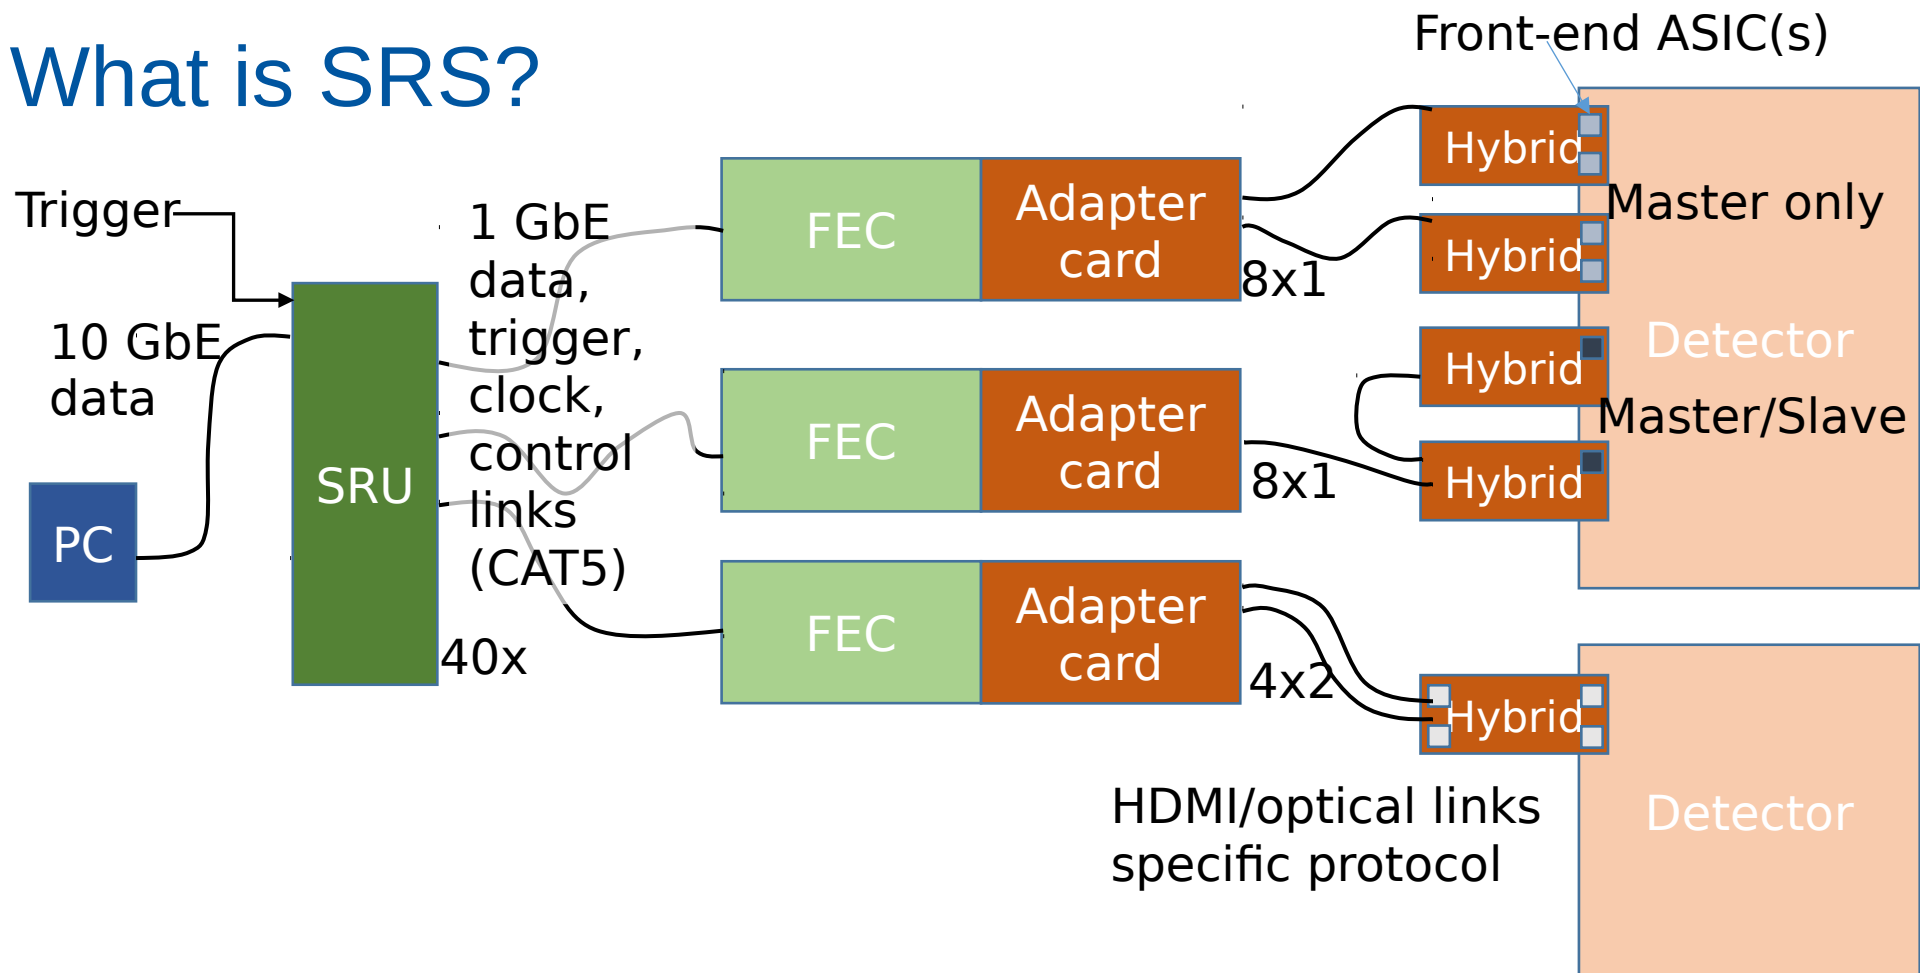 What is SRS?
Front-end ASIC(s)
Trigger
10 GbE
data
PC
SRU
1 GbE
data,
trigger,
clock,
control
links
(CAT5)
40x
FEC
Adapter
card
8x1
FEC
Adapter
card
8x1
FEC
Adapter
card
4x2
Hybrid
Hybrid
Hybrid
Hybrid
Hybrid
Master only
Detector
Master/Slave
Detector
HDMI/optical links
specific protocol